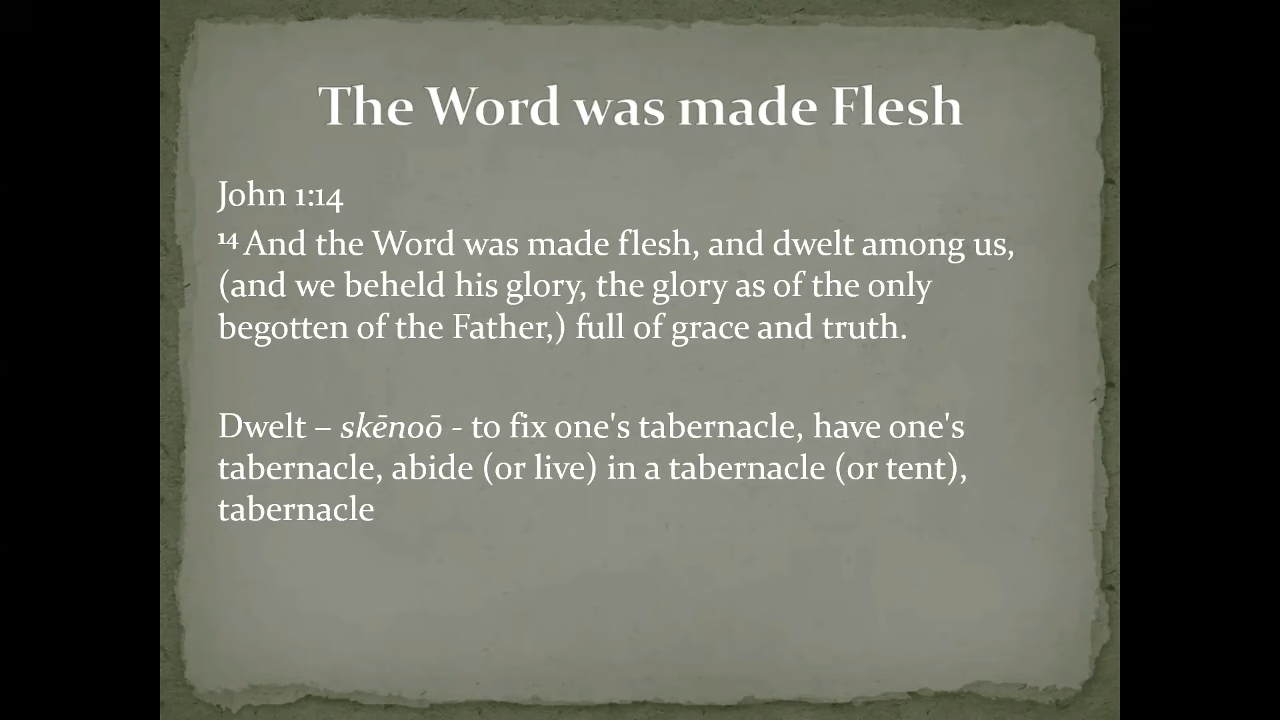 The Word was made Flesh
John 1:14
14 And the Word was made flesh, and dwelt among us,
(and we beheld his glory, the glory as of the only
begotten of the Father,) full of grace and truth.
Dwelt – skēnoō - to fix one's tabernacle, have one's
tabernacle, abide (or live) in a tabernacle (or tent),
tabernacle